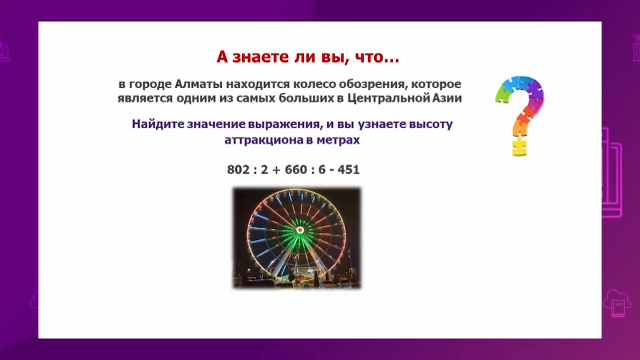 А знаете ли вы, что...
в городе Алматы находится колесо обозрения, которое
является одним из самых больших в Центральной Азии
Найдите значение выражения, и вы узнаете высоту
аттракциона в метрах
802 : 2 + 660 : 6 - 451